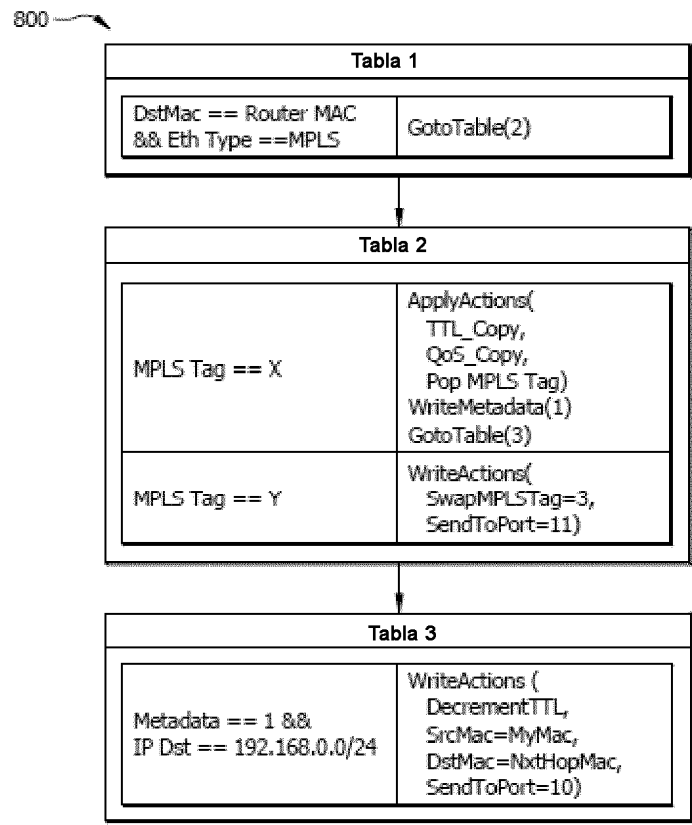 800
Tabla 1
DstMac == Router MAC
&& Eth Type ==MPLS
GotoTable(2)
Tabla 2
MPLS Tag == X
ApplyActions(
TTL_Copy,
QoS_Copy,
Pop MPLS Tag)
WriteMetadata(1)
GotoTable(3)
MPLS Tag == Y
WriteActions(
SwapMPLSTag=3,
SendToPort=11)
Tabla 3
Metadata == 1 &&
IP Dst == 192.168.0.0/24
WriteActions (
DecrementTTL,
SrcMac=MyMac,
DstMac=NxtHopMac,
SendToPort=10)